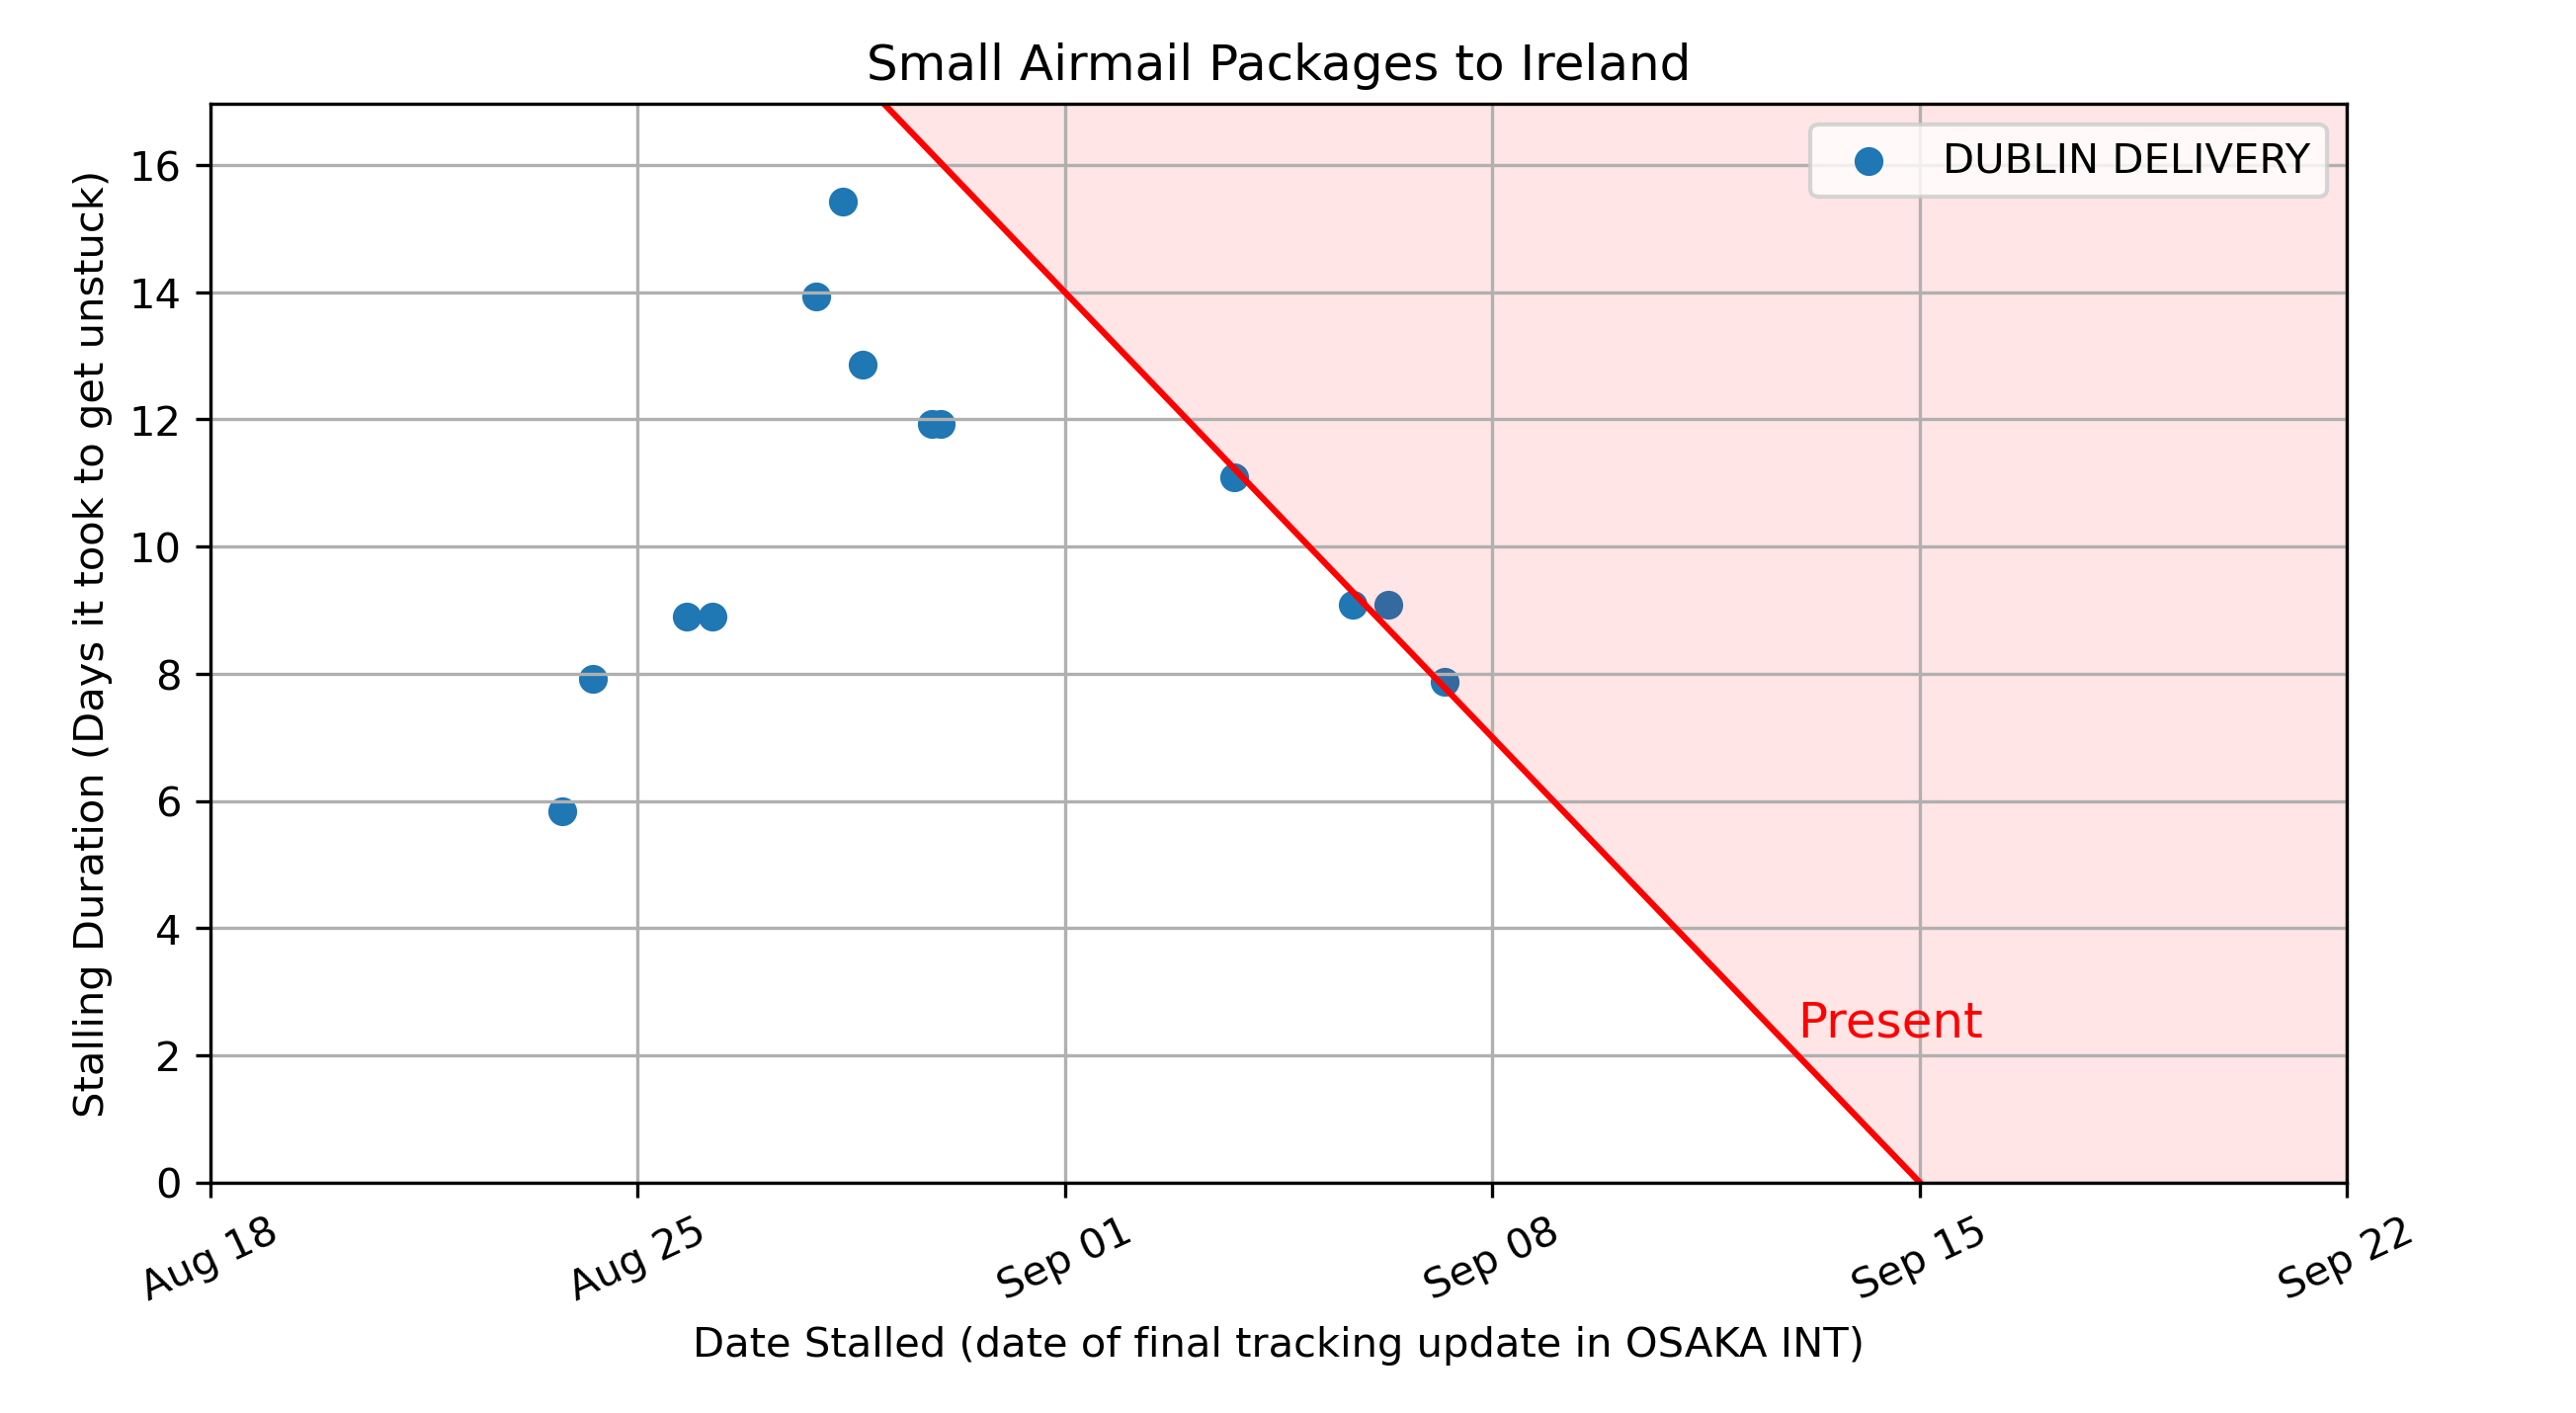 Small Airmail Packages to Ireland
DUBLIN DELIVERY
Stalling Duration (Days it took to get unstuck)
16
14
12
10
8
6
4
2
0
Present
Aug 18
Aug 25
Sep 01
Sep 08
Sep 15
Sep 22
Date Stalled (date of final tracking update in OSAKA INT)